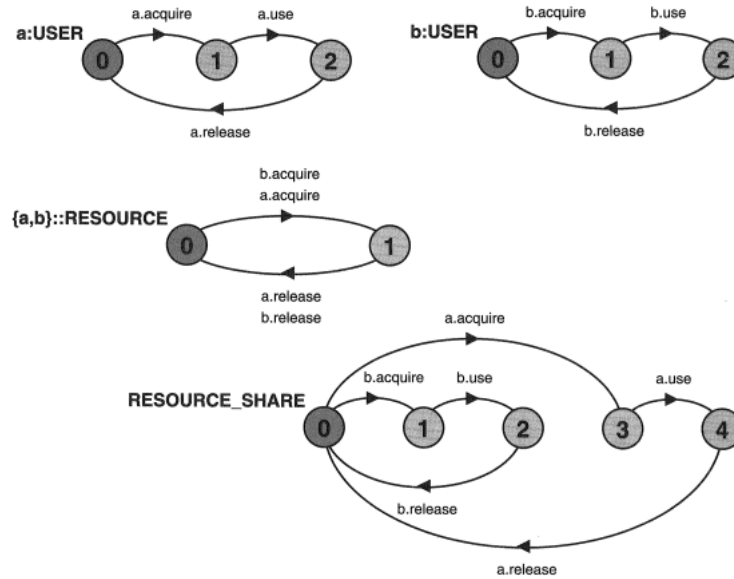 a.acquire
a.use
a:USER
0
1
2
a.release
b.acquire
b.use
b:USER
0
1
2
b.release
b.acquire
a.acquire
{a,b}::RESOURCE
0
1
a.release
b.release
a.acquire
b.acquire
b.use
a.use
RESOURCE_SHARE
0
1
2
3
4
b.release
a.release